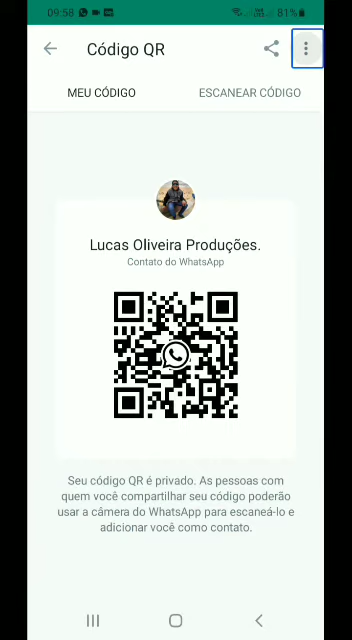 09:58 81%
Código QR
MEU CÓDIGO ESCANEAR CÓDIGO
Lucas Oliveira Produções.
Contato do WhatsApp
Seu código QR é privado. As pessoas com
quem você compartilhar seu código poderão
usar a câmera do WhatsApp para escaneá-lo e
adicionar você como contato.